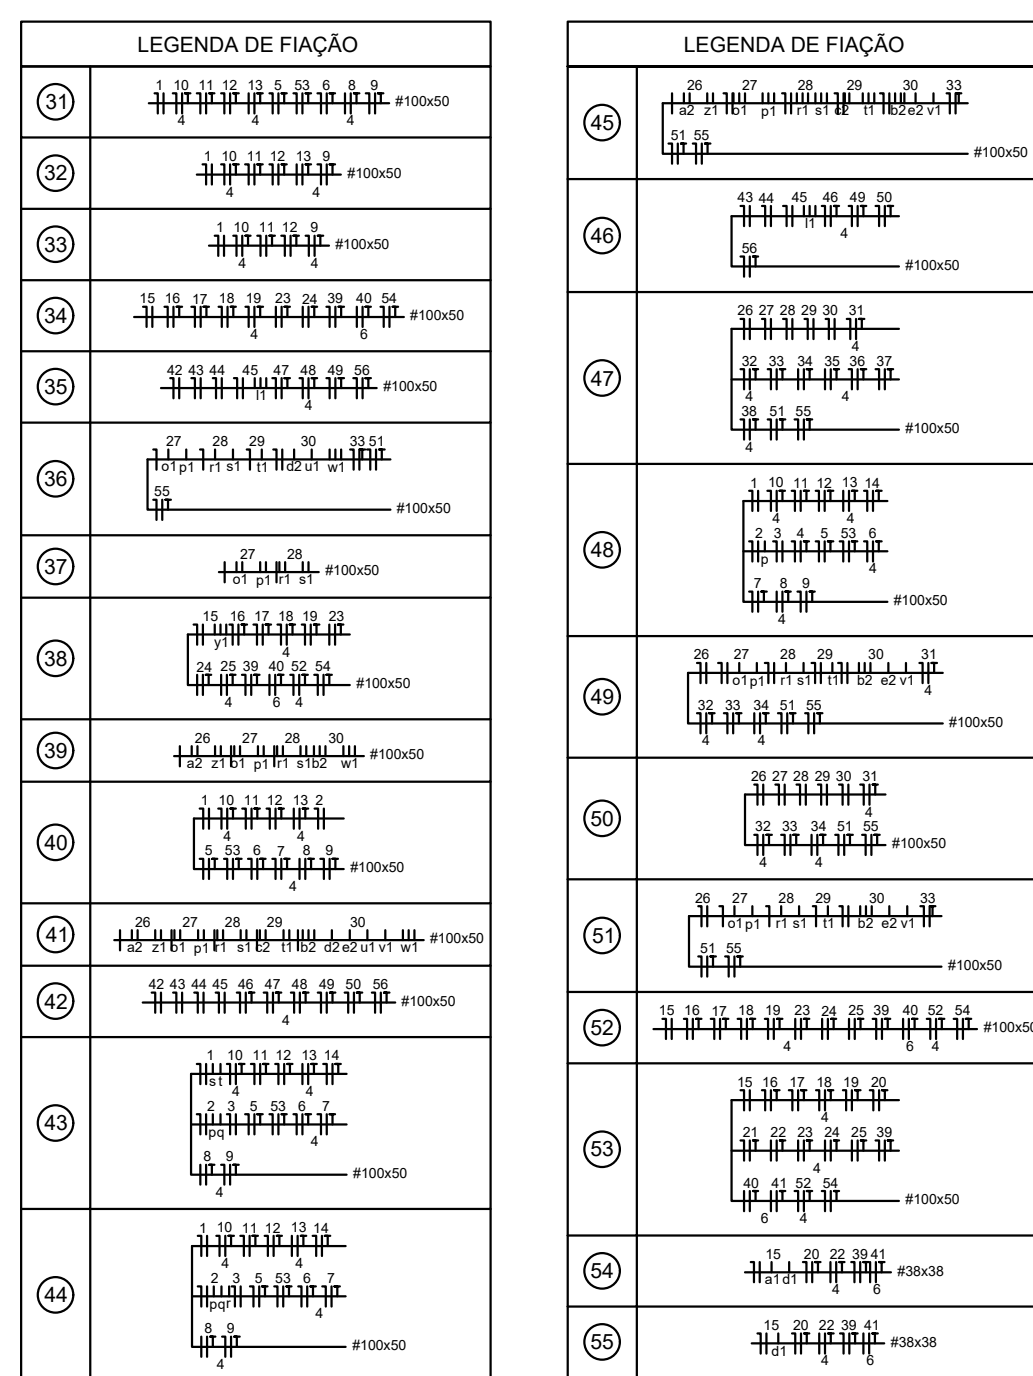 LEGENDA DE FIAÇÃO
31
1 10 11 12 13 5 53 6 8 9
4 4 4
#100x50
32
1 10 11 12 13 9
4 4
#100x50
33
1 10 11 12 9
4 4
#100x50
34
15 16 17 18 19 23 24 39 40 54
4 6
#100x50
35
42 43 44 45 47 48 49 56
l1 4
#100x50
36
27 28 29 30 33 51
o1 p1 r1 s1 t1 d2 u1 w1
55
#100x50
37
27 28
o1 p1 r1 s1
#100x50
38
15 16 17 18 19 23
y1 4
24 25 39 40 52 54
4 6 4
#100x50
39
26 27 28 30
a2 z1 o1 p1 r1 s1 b2 w1
#100x50
40
1 10 11 12 13 2
4 4
5 53 6 7 8 9
4
#100x50
41
26 27 28 29 30
a2 z1 o1 p1 r1 s1 c2 t1 b2 d2 e2 u1 v1 w1
#100x50
42
42 43 44 45 46 47 48 49 50 56
4
#100x50
43
1 10 11 12 13 14
s t 4 4
2 3 5 53 6 7
p q 4
8 9
4
#100x50
44
1 10 11 12 13 14
4 4
2 3 5 53 6 7
p q r 4
8 9
4
#100x50
LEGENDA DE FIAÇÃO
45
26 27 28 29 30 33
a2 z1 o1 p1 r1 s1 c2 t1 b2 e2 v1
51 55
#100x50
46
43 44 45 46 49 50
l1 4
56
#100x50
47
26 27 28 29 30 31
4
32 33 34 35 36 37
4 4
38 51 55
4
#100x50
48
1 10 11 12 13 14
4 4
2 3 4 5 53 6
p 4
7 8 9
4
#100x50
49
26 27 28 29 30 31
o1 p1 r1 s1 t1 b2 e2 v1 4
32 33 34 51 55
4 4
#100x50
50
26 27 28 29 30 31
4
32 33 34 51 55
4 4
#100x50
51
26 27 28 29 30 33
o1 p1 r1 s1 t1 b2 e2 v1
51 55
#100x50
52
15 16 17 18 19 23 24 25 39 40 52 54
4 6 4
#100x50
53
15 16 17 18 19 20
4
21 22 23 24 25 39
4
40 41 52 54
6 4
#100x50
54
15 20 22 39 41
a1 d1 4 6
#38x38
55
15 20 22 39 41
d1 4 6
#38x38